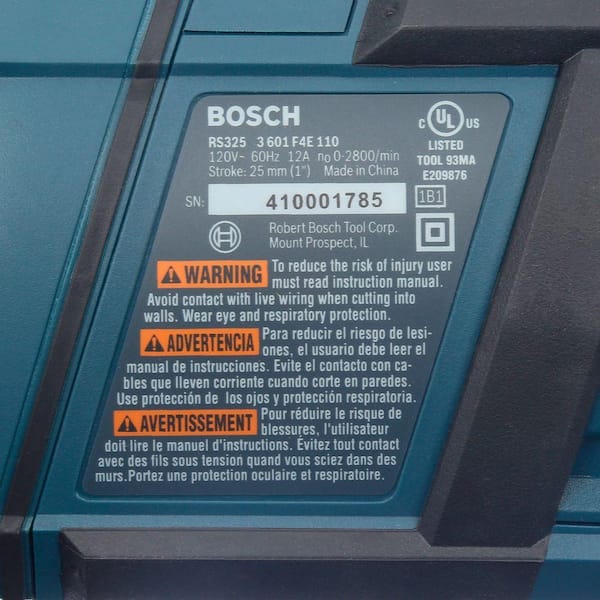 BOSCH
RS325 3 601 F4E 110
120V~ 60Hz 12A n0 0-2800/min
Stroke: 25 mm (1") Made in China
C UL US
LISTED
TOOL 93MA
E209876
SN: 410001785
1B1
Robert Bosch Tool Corp.
Mount Prospect, IL
WARNING To reduce the risk of injury user
must read instruction manual.
Avoid contact with live wiring when cutting into
walls. Wear eye and respiratory protection.
ADVERTENCIA Para reducir el riesgo de lesi-
ones, el usuario debe leer el
manual de instrucciones. Evite el contacto con ca-
bles que lleven corriente cuando corte en paredes.
Use protección de los ojos y protección respiratoria.
AVERTISSEMENT Pour réduire le risque de
blessures, l'utilisateur
doit lire le manuel d'instructions. Évitez tout contact
avec des fils sous tension quand vous sciez dans des
murs.Portez une protection oculaire et respiratoire.